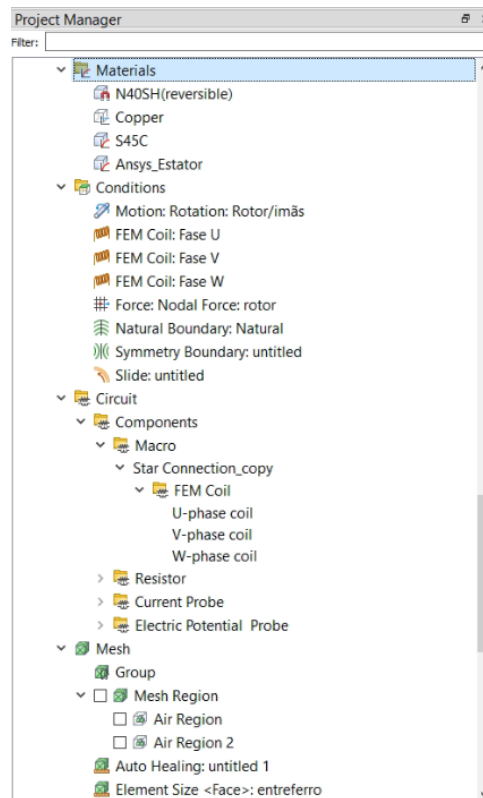 Project Manager
Filter:
Materials
N40SH(reversible)
Copper
S45C
Ansys_Estator
Conditions
Motion: Rotation: Rotor/imãs
FEM Coil: Fase U
FEM Coil: Fase V
FEM Coil: Fase W
Force: Nodal Force: rotor
Natural Boundary: Natural
Symmetry Boundary: untitled
Slide: untitled
Circuit
Components
Macro
Star Connection_copy
FEM Coil
U-phase coil
V-phase coil
W-phase coil
Resistor
Current Probe
Electric Potential Probe
Mesh
Group
Mesh Region
Air Region
Air Region 2
Auto Healing: untitled 1
Element Size <Face>: entreferro